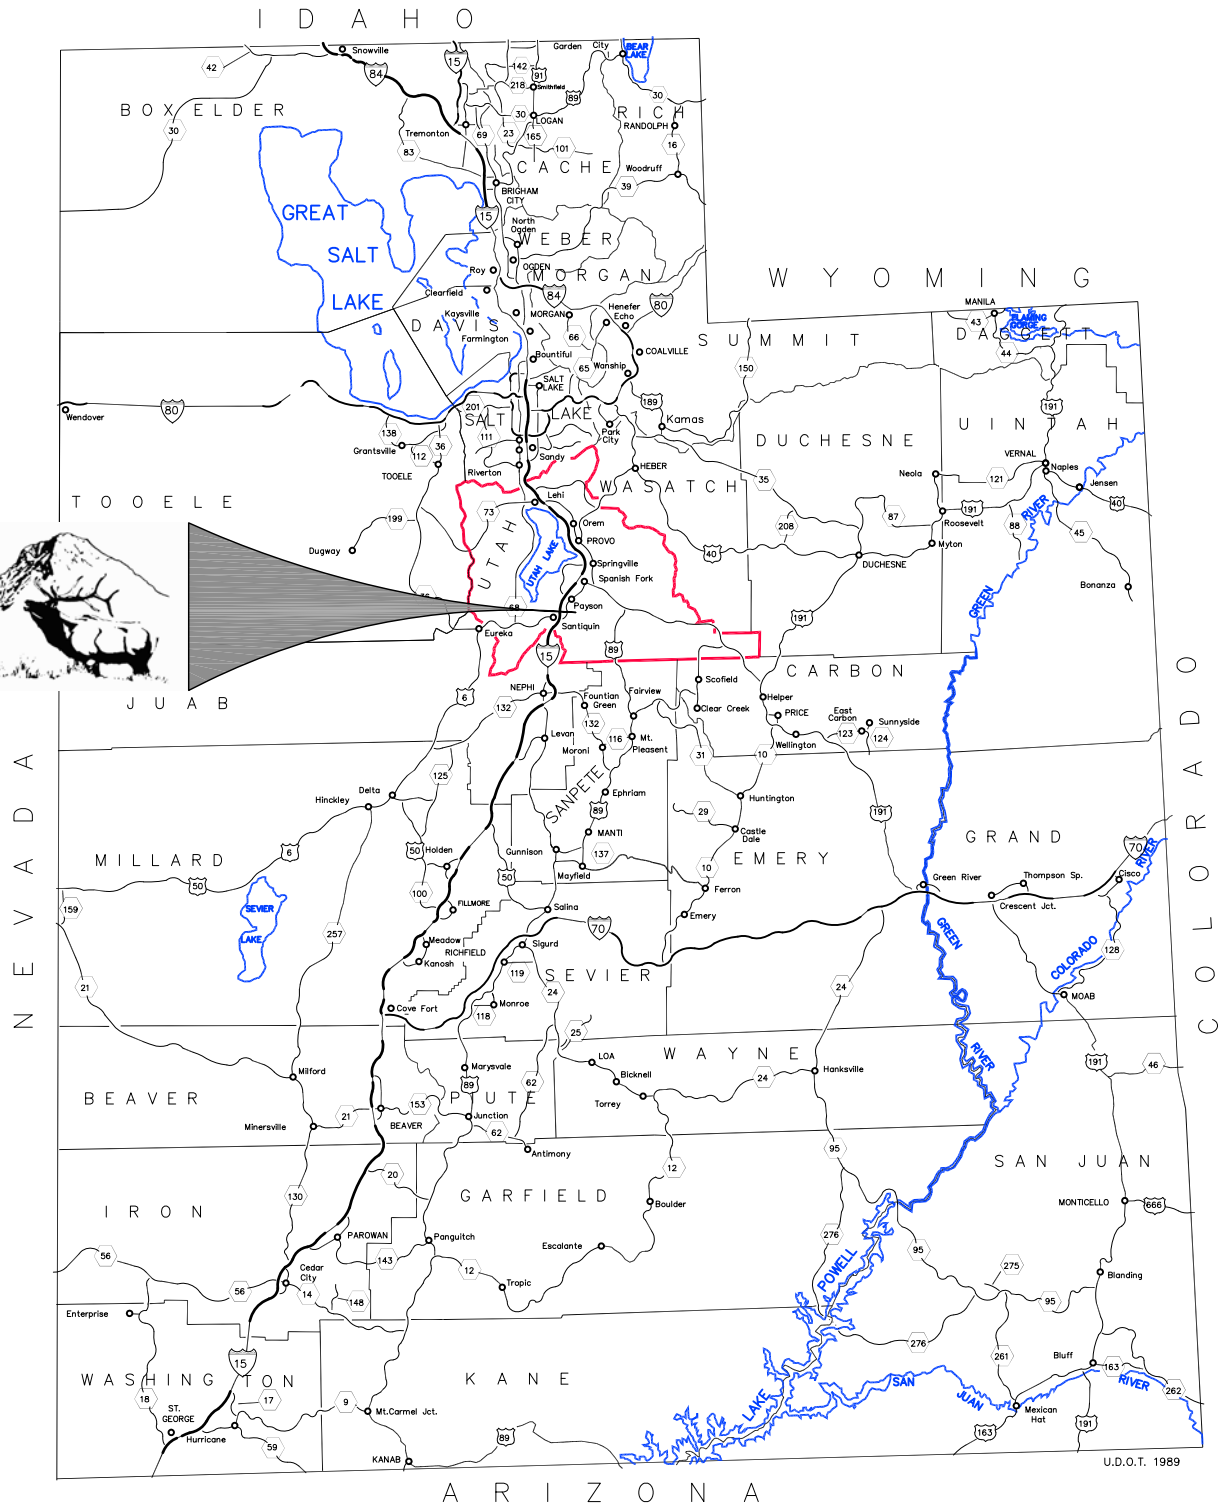 IDAHO
Snowville
84
15
42
142
91
218
Smithfield
Garden City
BEAR
LAKE
89
30
RICH
RANDOLPH
BOX ELDER
30
Tremonton
69
23
30
LOGAN
165
101
16
83
CACHE
Woodruff
39
BRIGHAM
CITY
15
GREAT
SALT
LAKE
North
Ogden
WEBER
OGDEN
Roy
MORGAN
84
80
WYOMING
Clearfield
Kaysville
MORGAN
Henefer
Echo
DAVIS
Farmington
66
MANILA
43
FLAMING
GORGE
DAGGETT
44
SUMMIT
COALVILLE
Bountiful
65
Wanship
150
SALT
LAKE
189
191
Wendover
80
201
SALT LAKE
Kamas
138
111
Park
City
DUCHESNE
UINTAH
Grantsville
112
36
Sandy
VERNAL
Naples
TOOELE
Riverton
HEBER
Neola
121
Jensen
35
40
WASATCH
TOOELE
Lehi
73
RIVER
191
Roosevelt
88
87
199
Orem
208
45
UTAH
PROVO
Dugway
UTAH LAKE
40
Myton
DUCHESNE
Springville
Spanish Fork
Bonanza
GREEN
36
68
Payson
Santiquin
191
Eureka
15
89
CARBON
COLORADO
Scofield
NEPHI
6
132
Fountian
Green
Fairview
Helper
JUAB
Clear Creek
PRICE
East
Carbon
Sunnyside
132
123
124
Levan
116
Mt.
Pleasent
Wellington
Moroni
31
10
NEVADA
125
SANPETE
Delta
Ephriam
Huntington
Hinckley
29
89
191
Castle
Dale
GRAND
MANTI
70
6
50
Holden
Gunnison
137
EMERY
RIVER
MILLARD
50
50
Mayfield
10
Ferron
Green River
Thompson Sp.
Cisco
100
Crescent Jct.
159
SEVIER
LAKE
FILLMORE
Salina
Emery
70
257
GREEN
Meadow
RICHFIELD
Sigurd
COLORADO
128
Kanosh
119
SEVIER
21
24
24
MOAB
Cove Fort
118
Monroe
25
RIVER
WAYNE
LOA
191
46
Marysvale
Hanksville
Milford
Bicknell
24
89
62
BEAVER
PIUTE
153
Torrey
21
Minersville
BEAVER
Junction
62
95
Antimony
SAN JUAN
20
12
130
GARFIELD
MONTICELLO
666
Boulder
IRON
276
PAROWAN
Panguitch
Escalante
95
56
143
POWELL
275
Cedar
City
12
Blanding
56
14
Tropic
148
95
Enterprise
276
15
261
Bluff
163
WASHINGTON
KANE
SAN
JUAN
RIVER
262
18
17
9
LAKE
ST.
GEORGE
Mt.Carmel Jct.
Mexican
Hat
191
Hurricane
59
89
163
KANAB
U.D.O.T. 1989
ARIZONA